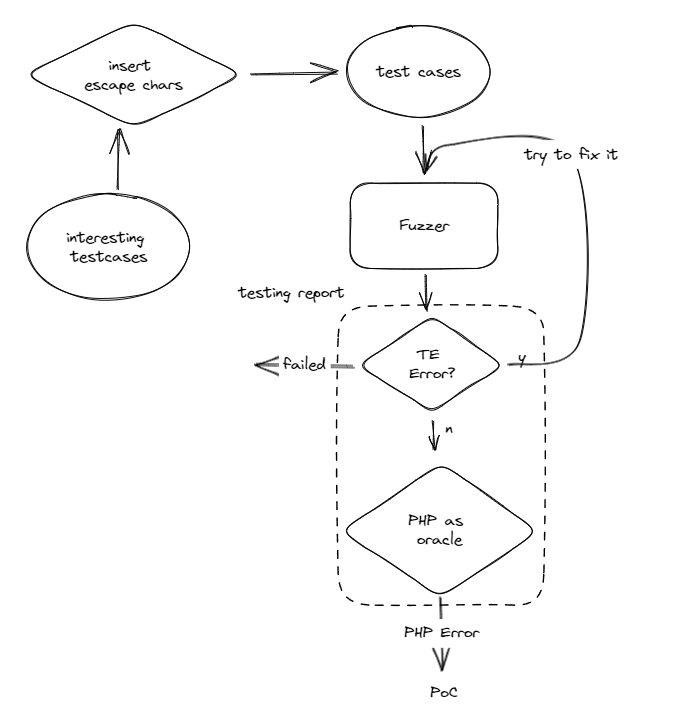 insert
escape chars
test cases
try to fix it
Fuzzer
interesting
testcases
testing report
TE
Error?
failed
y
n
PHP as
oracle
PHP Error
PoC